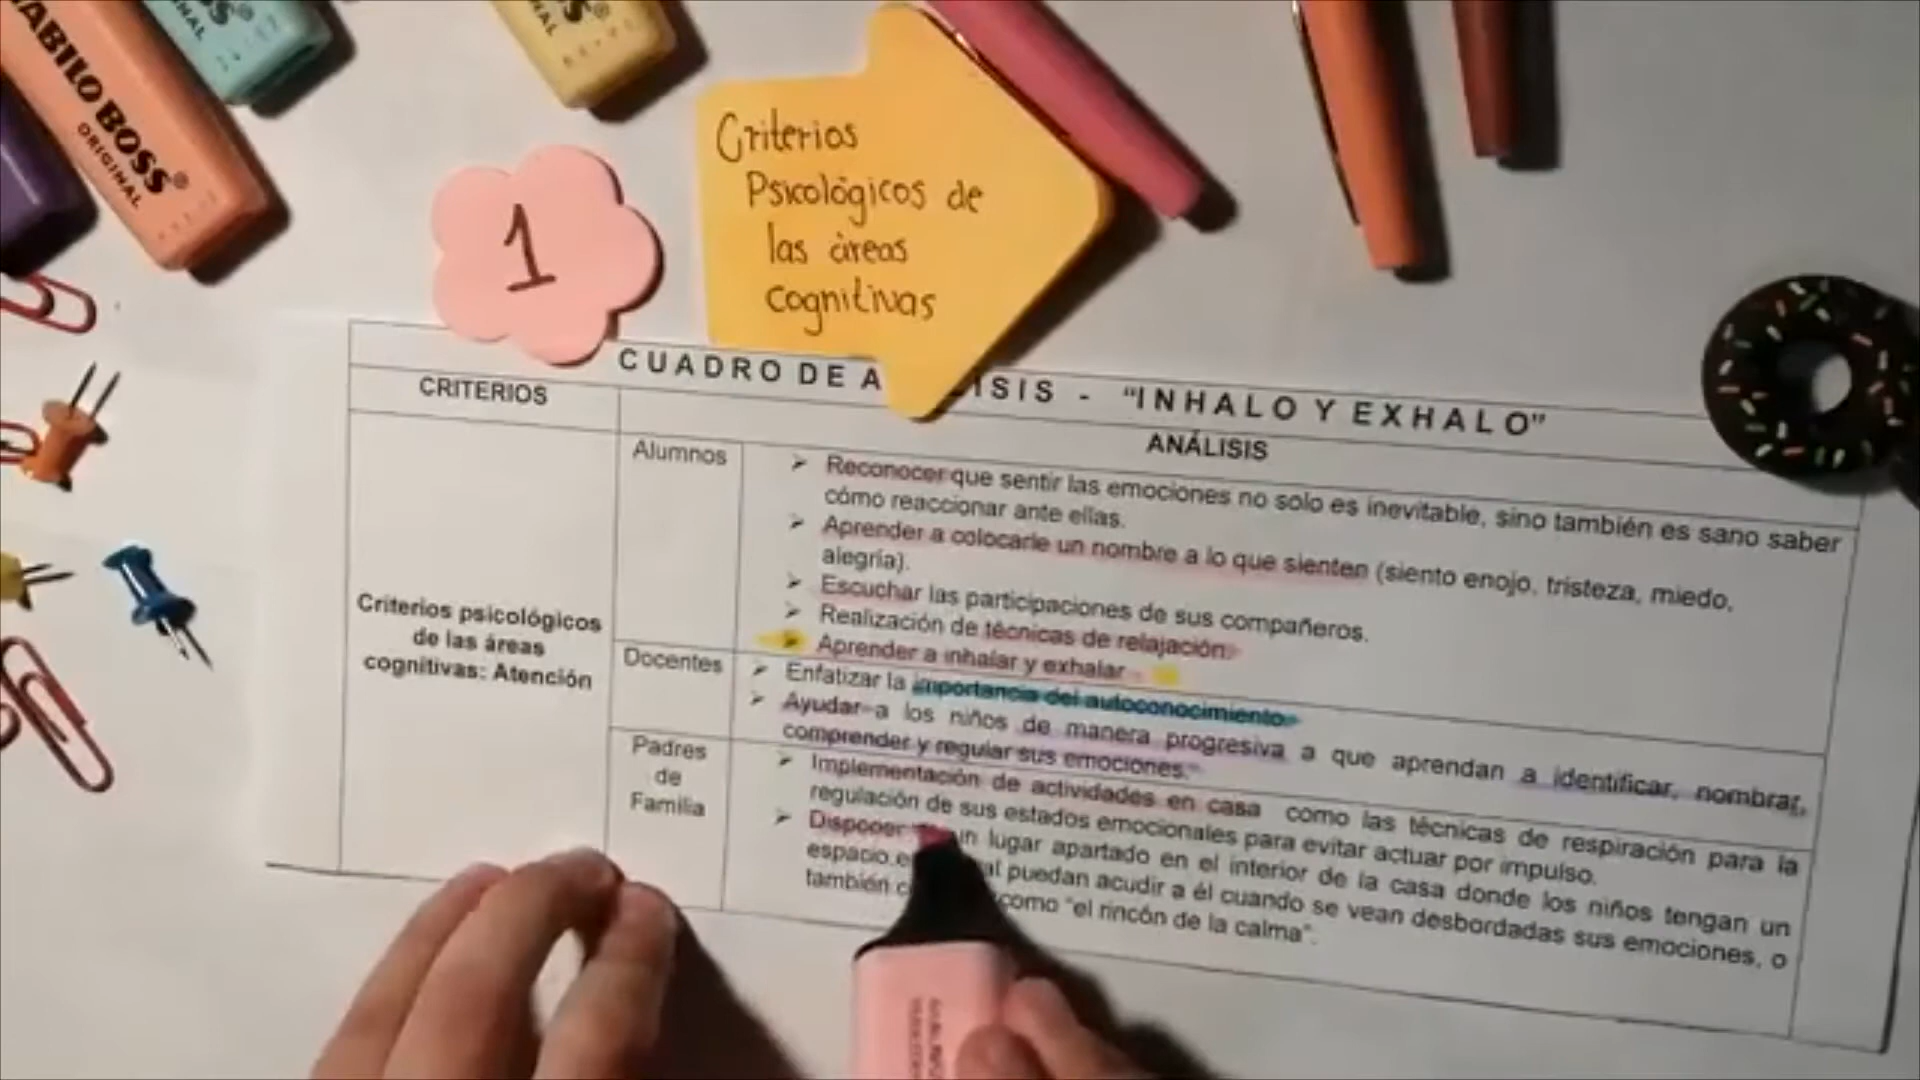 STABILO BOSS®
ORIGINAL
Criterios
Psicológicos de
las áreas
cognitivas
1
CUADRO DE A ISIS - “INHALO Y EXHALO”
CRITERIOS
ANÁLISIS
Criterios psicológicos
de las áreas
cognitivas: Atención
Alumnos
➢ Reconocer que sentir las emociones no solo es inevitable, sino también es sano saber
cómo reaccionar ante ellas.
➢ Aprender a colocarle un nombre a lo que sienten (siento enojo, tristeza, miedo,
alegría).
➢ Escuchar las participaciones de sus compañeros.
➢ Realización de técnicas de relajación.
➢ Aprender a inhalar y exhalar
Docentes
➢ Enfatizar la importancia del autoconocimiento
➢ Ayudar a los niños de manera progresiva a que aprendan a identificar, nombrar,
comprender y regular sus emociones.
Padres
de
Familia
➢ Implementación de actividades en casa como las técnicas de respiración para la
regulación de sus estados emocionales para evitar actuar por impulso.
➢ Disponer un lugar apartado en el interior de la casa donde los niños tengan un
espacio puedan acudir a él cuando se vean desbordadas sus emociones, o
también como “el rincón de la calma”.